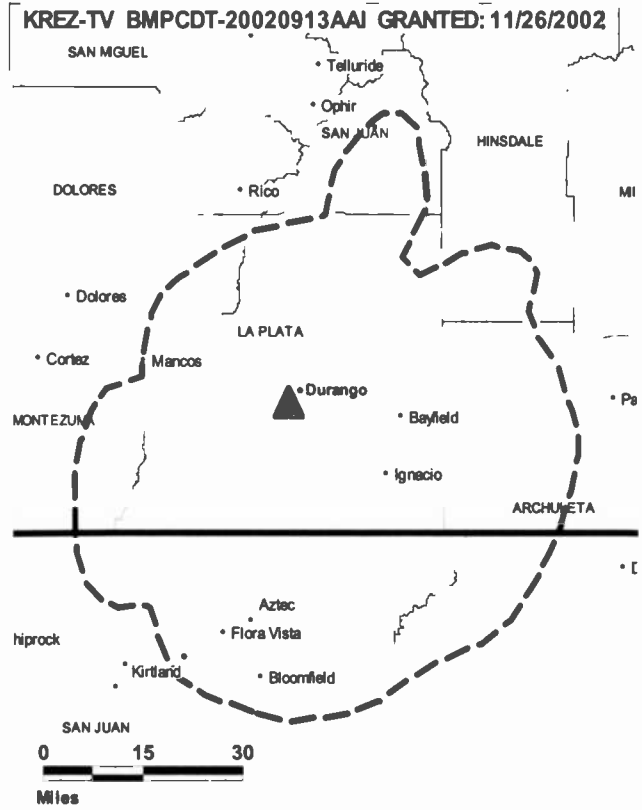 KREZ-TV BMPCDT-20020913AAI GRANTED: 11/26/2002
SAN MIGUEL
Telluride
Ophir
SAN JUAN
HINSDALE
DOLORES
Rico
MI
Dolores
LA PLATA
Cortez
Mancos
Durango
Pa
MONTEZUMA
Bayfield
Ignacio
ARCHULETA
Aztec
Flora Vista
hiprock
Kirtland
Bloomfield
SAN JUAN
0 15 30
Miles